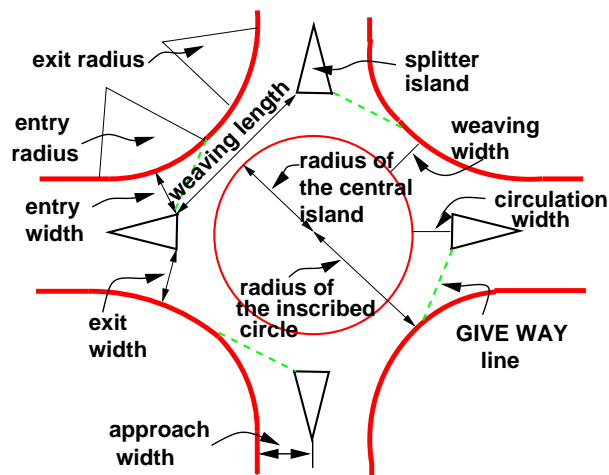 exit radius
splitter
island
entry
radius
weaving length
weaving
width
radius of
the central
island
entry
width
circulation
width
radius of
the inscribed
circle
exit
width
GIVE WAY
line
approach
width